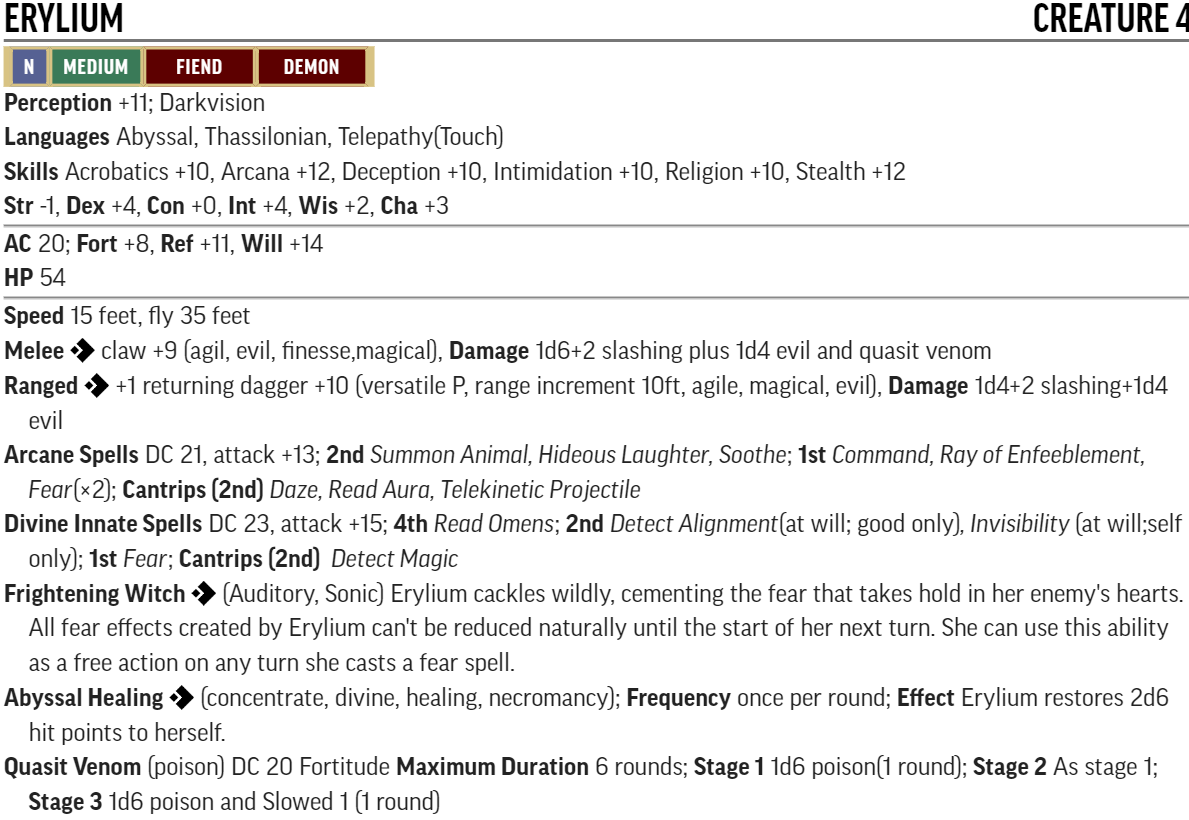 ERYLIUM CREATURE 4
N MEDIUM FIEND DEMON
Perception +11; Darkvision
Languages Abyssal, Thassilonian, Telepathy(Touch)
Skills Acrobatics +10, Arcana +12, Deception +10, Intimidation +10, Religion +10, Stealth +12
Str -1, Dex +4, Con +0, Int +4, Wis +2, Cha +3
AC 20; Fort +8, Ref +11, Will +14
HP 54
Speed 15 feet, fly 35 feet
Melee claw +9 (agil, evil, finesse,magical), Damage 1d6+2 slashing plus 1d4 evil and quasit venom
Ranged +1 returning dagger +10 (versatile P, range increment 10ft, agile, magical, evil), Damage 1d4+2 slashing+1d4
evil
Arcane Spells DC 21, attack +13; 2nd Summon Animal, Hideous Laughter, Soothe; 1st Command, Ray of Enfeeblement,
Fear(×2); Cantrips (2nd) Daze, Read Aura, Telekinetic Projectile
Divine Innate Spells DC 23, attack +15; 4th Read Omens; 2nd Detect Alignment(at will; good only), Invisibility (at will;self
only); 1st Fear; Cantrips (2nd) Detect Magic
Frightening Witch (Auditory, Sonic) Erylium cackles wildly, cementing the fear that takes hold in her enemy's hearts.
All fear effects created by Erylium can't be reduced naturally until the start of her next turn. She can use this ability
as a free action on any turn she casts a fear spell.
Abyssal Healing (concentrate, divine, healing, necromancy); Frequency once per round; Effect Erylium restores 2d6
hit points to herself.
Quasit Venom (poison) DC 20 Fortitude Maximum Duration 6 rounds; Stage 1 1d6 poison(1 round); Stage 2 As stage 1;
Stage 3 1d6 poison and Slowed 1 (1 round)